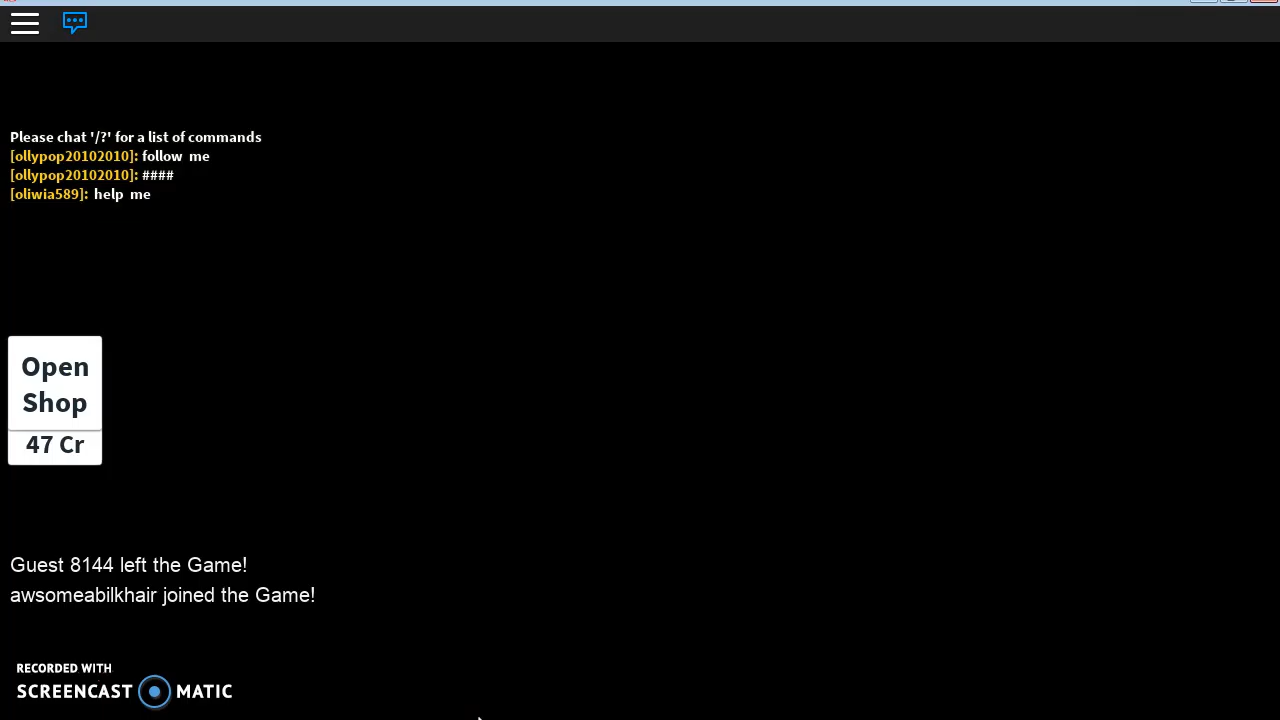 Please chat '/?' for a list of commands
[ollypop20102010]: follow me
[ollypop20102010]: ####
[oliwia589]: help me
Open
Shop
47 Cr
Guest 8144 left the Game!
awsomeabilkhair joined the Game!
RECORDED WITH
SCREENCAST MATIC